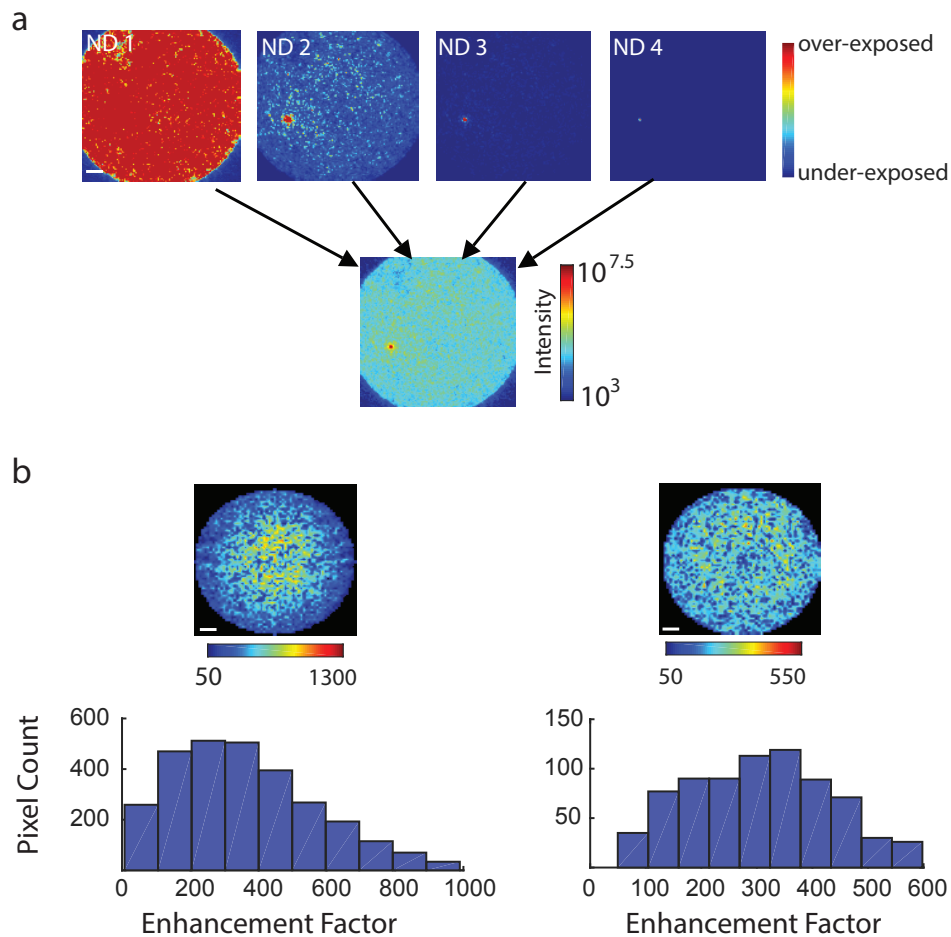 a
ND 1
ND 2
ND 3
ND 4
over-exposed
under-exposed
Intensity
10^7.5
10^3
b
50 1300
50 550
Pixel Count
600
400
200
0 200 400 600 800 1000
Enhancement Factor
150
100
50
0 100 200 300 400 500 600
Enhancement Factor